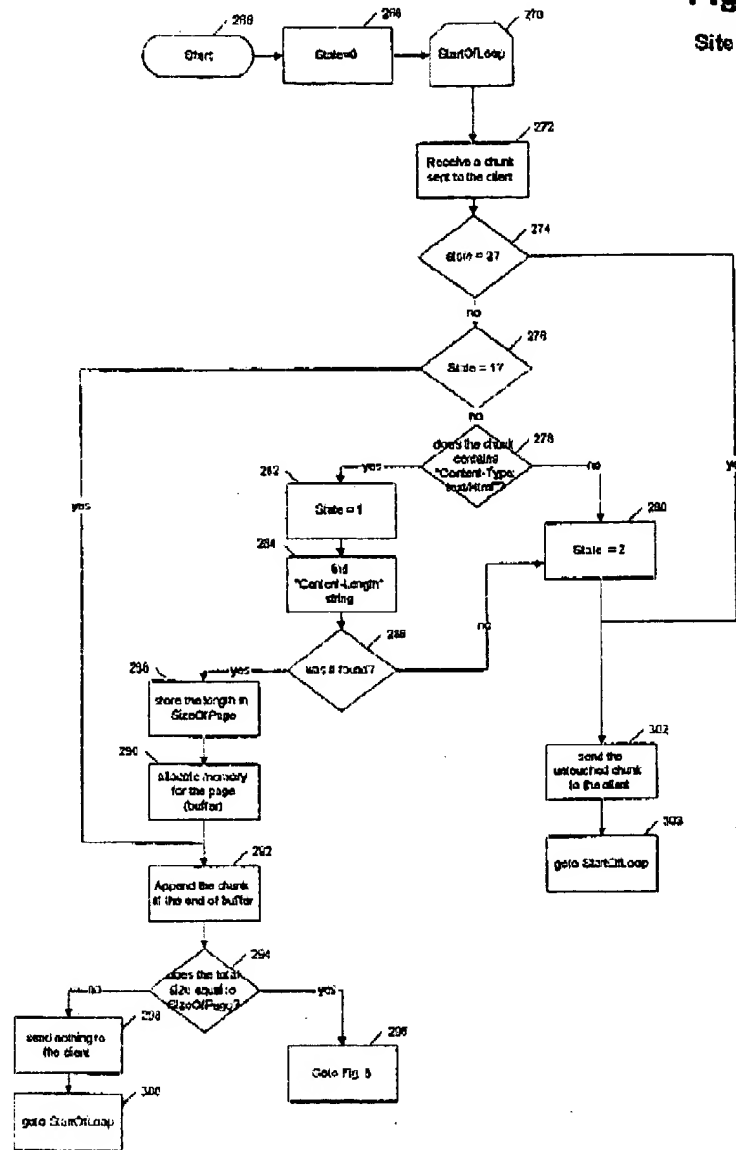 Fig
Site
268
Start
State=0
270
StartOfLoop
272
Receive a chunk
sent to the client
274
State = 2?
no
276
State = 1?
yes
no
278
does the chunk
contains
"Content-Type:
text/html"?
yes
no
282
State = 1
280
State = 2
284
find
"Content-Length"
string
286
was it found?
yes
no
store the length in
SizeOfPage
290
allocate memory
for the page
(buffer)
yes
302
send the
untouched chunk
to the client
303
goto StartOfLoop
292
Append the chunk
at the end of buffer
294
does the total
size equal to
SizeOfPage?
no
yes
298
send nothing to
the client
296
Goto Fig.
300
goto StartOfLoop